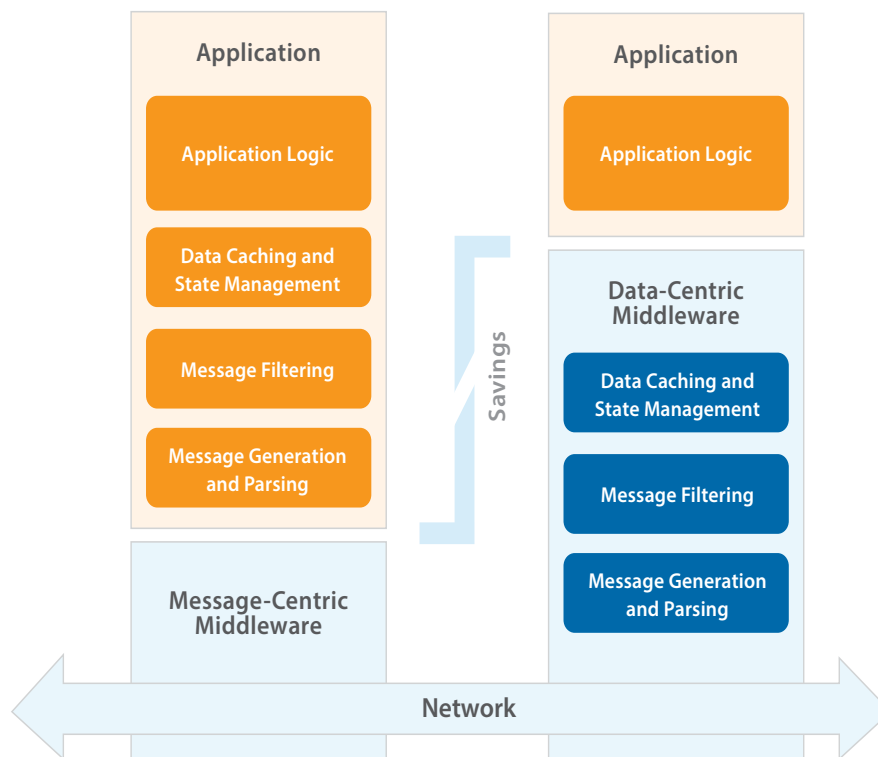 Application
Application Logic
Data Caching and
State Management
Message Filtering
Message Generation
and Parsing
Message-Centric
Middleware
Savings
Application
Application Logic
Data-Centric
Middleware
Data Caching and
State Management
Message Filtering
Message Generation
and Parsing
Network